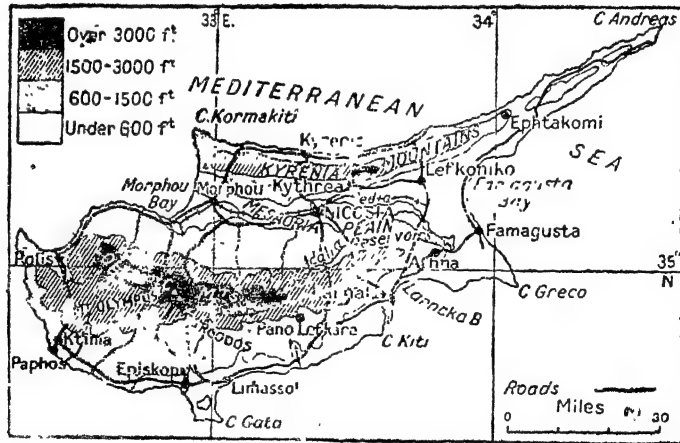 33 E.
34
C Andreas
Over 3000 ft
1500-3000 ft
600-1500 ft
Under 600 ft
MEDITERRANEAN
SEA
C. Kormakiti
KYRENIA MOUNTAINS
Ephtakomi
Lefkoniko
Morphou
Bay
Morphou
Kythrea
NICOSIA
PLAIN
Bay
Famagusta
35°
N
Polis
C Greco
Larncka B
Pano Lefkara
C Kiti
Ktima
Paphos
Episkopi
Limassol
C Gata
Roads
Miles
0
30